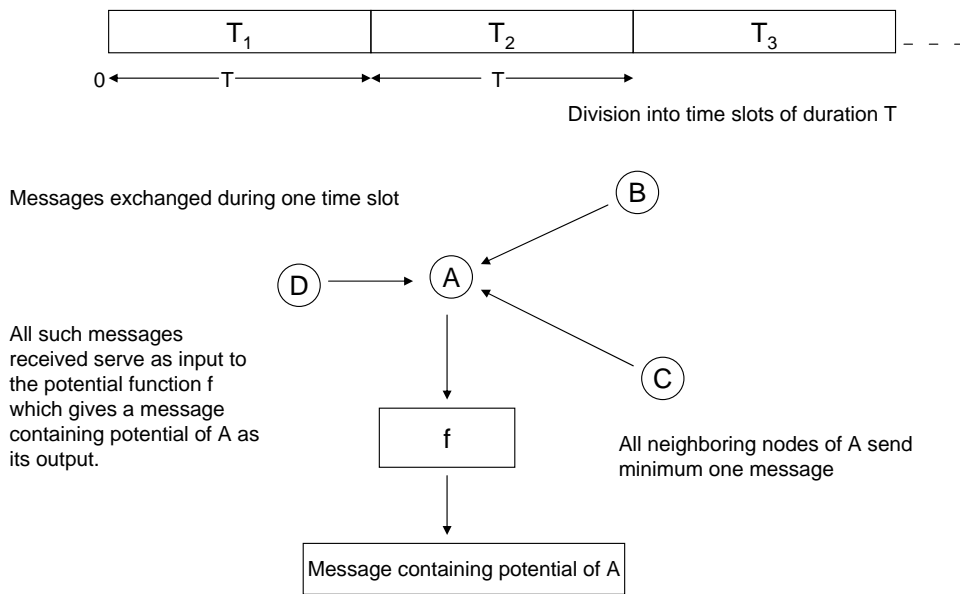 T1 T2 T3
0 T T
Division into time slots of duration T
Messages exchanged during one time slot
B
D A
All such messages
received serve as input to
the potential function f
which gives a message
containing potential of A as
its output.
C
f
All neighboring nodes of A send
minimum one message
Message containing potential of A